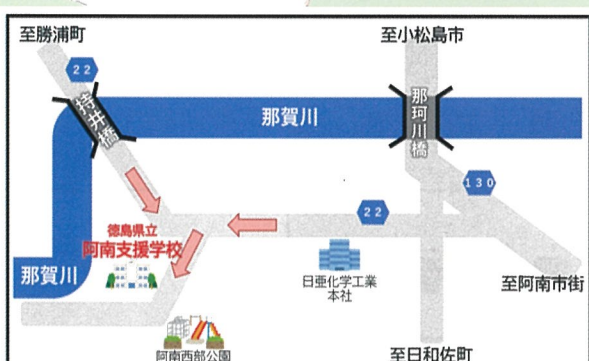 至勝浦町
至小松島市
22
持井橋
那賀川
那珂川橋
130
22
徳島県立
阿南支援学校
那賀川
日亜化学工業
本社
至阿南市街
阿南西部公園
至日和佐町